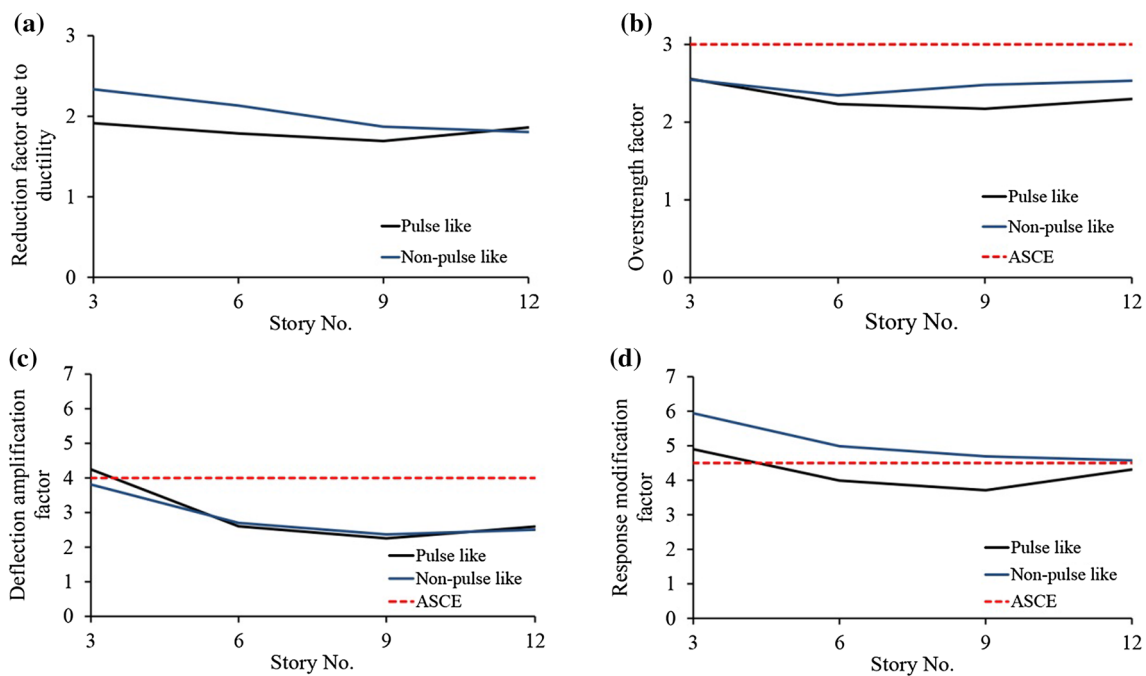 (a)
3
2
1
0
Reduction factor due to
ductility
Pulse like
Non-pulse like
3 6 9 12
Story No.
(b)
3
2
1
0
Overstrength factor
Pulse like
Non-pulse like
ASCE
3 6 9 12
Story No.
(c)
7
6
5
4
3
2
1
0
Deflection amplification
factor
Pulse like
Non-pulse like
ASCE
3 6 9 12
Story No.
(d)
7
6
5
4
3
2
1
0
Response modification
factor
Pulse like
Non-pulse like
ASCE
3 6 9 12
Story No.